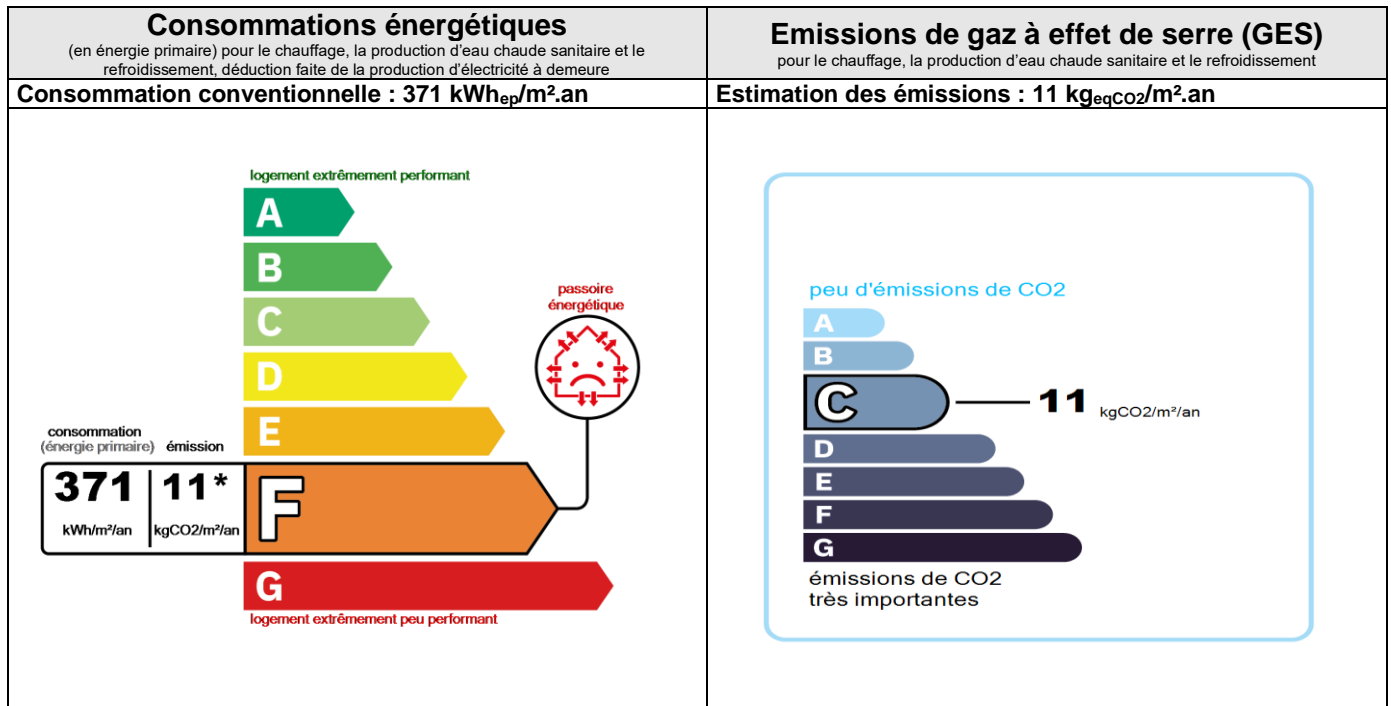 Consommations énergétiques
(en énergie primaire) pour le chauffage, la production d'eau chaude sanitaire et le
refroidissement, déduction faite de la production d'électricité à demeure
Consommation conventionnelle : 371 kWhep/m².an
logement extrêmement performant
A
B
C
D
E
passoire
énergétique
consommation
(énergie primaire) émission
371 11*
kWh/m²/an kgCO2/m²/an
F
G
logement extrêmement peu performant
Emissions de gaz à effet de serre (GES)
pour le chauffage, la production d'eau chaude sanitaire et le refroidissement
Estimation des émissions : 11 kgeqCO2/m².an
peu d'émissions de CO2
A
B
C 11 kgCO2/m²/an
D
E
F
G
émissions de CO2
très importantes